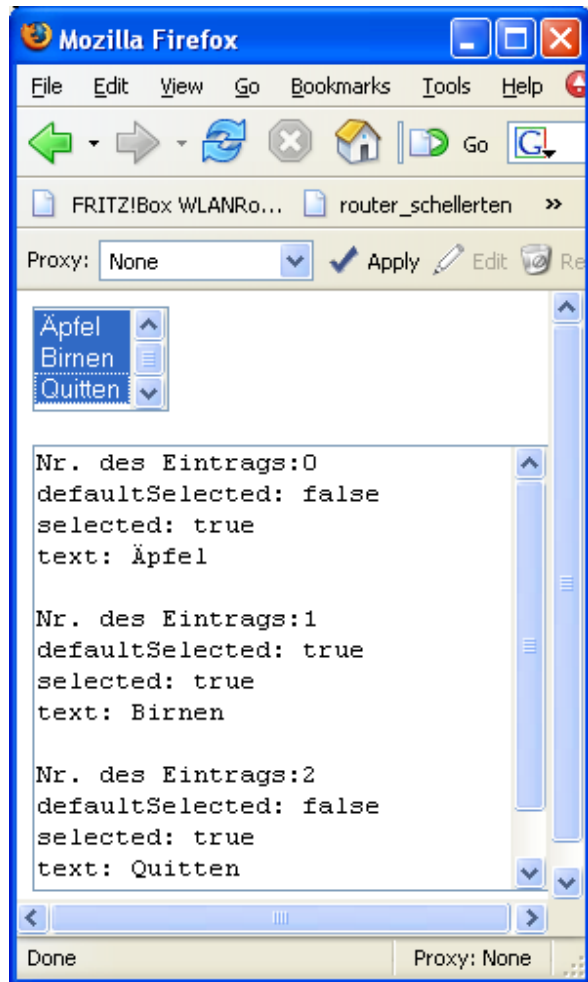 Mozilla Firefox
File Edit View Go Bookmarks Tools Help
Go G
FRITZ!Box WLANRo... router_schellerten »
Proxy: None Apply Edit Re
Äpfel
Birnen
Quitten
Nr. des Eintrags:0
defaultSelected: false
selected: true
text: Äpfel
Nr. des Eintrags:1
defaultSelected: true
selected: true
text: Birnen
Nr. des Eintrags:2
defaultSelected: false
selected: true
text: Quitten
Done Proxy: None